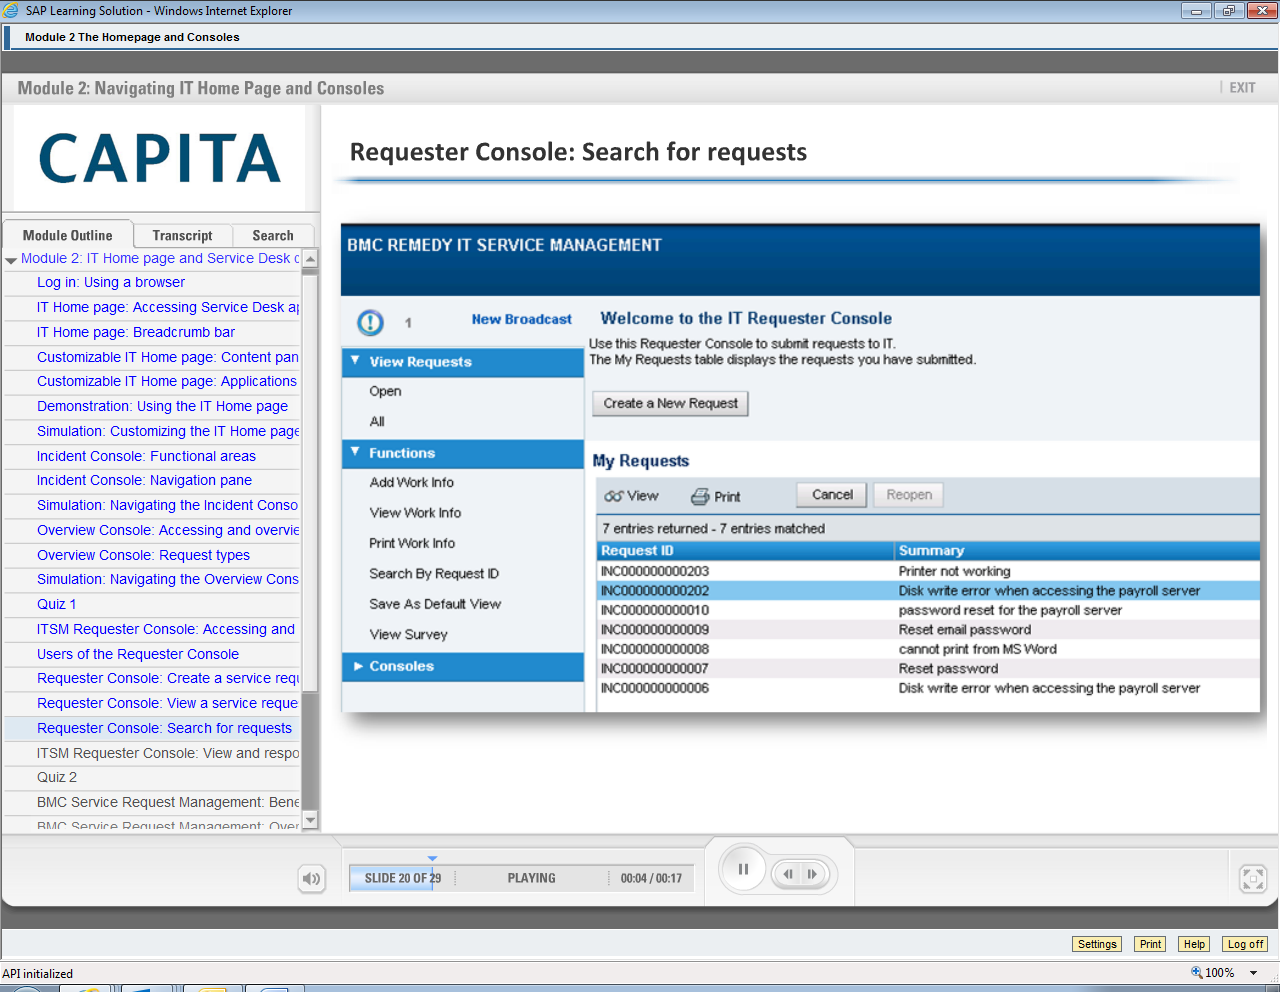 SAP Learning Solution - Windows Internet Explorer
Module 2 The Homepage and Consoles
Module 2: Navigating IT Home Page and Consoles
EXIT
CAPITA
Module Outline
Transcript
Search
Module 2: IT Home page and Service Desk c
Log in: Using a browser
IT Home page: Accessing Service Desk ap
IT Home page: Breadcrumb bar
Customizable IT Home page: Content pan
Customizable IT Home page: Applications
Demonstration: Using the IT Home page
Simulation: Customizing the IT Home page
Incident Console: Functional areas
Incident Console: Navigation pane
Simulation: Navigating the Incident Conso
Overview Console: Accessing and overvie
Overview Console: Request types
Simulation: Navigating the Overview Cons
Quiz 1
ITSM Requester Console: Accessing and
Users of the Requester Console
Requester Console: Create a service requ
Requester Console: View a service reque
Requester Console: Search for requests
ITSM Requester Console: View and respo
Quiz 2
BMC Service Request Management: Bene
BMC Service Request Management: Over
Requester Console: Search for requests
BMC REMEDY IT SERVICE MANAGEMENT
1
New Broadcast
View Requests
Open
All
Functions
Add Work Info
View Work Info
Print Work Info
Search By Request ID
Save As Default View
View Survey
Consoles
Welcome to the IT Requester Console
Use this Requester Console to submit requests to IT.
The My Requests table displays the requests you have submitted.
Create a New Request
My Requests
View Print Cancel Reopen
7 entries returned - 7 entries matched
Request ID Summary
INC000000000203 Printer not working
INC000000000202 Disk write error when accessing the payroll server
INC000000000010 password reset for the payroll server
INC000000000009 Reset email password
INC000000000008 cannot print from MS Word
INC000000000007 Reset password
INC000000000006 Disk write error when accessing the payroll server
SLIDE 20 OF 29
PLAYING
00:04 / 00:17
Settings Print Help Log off
API initialized
100%